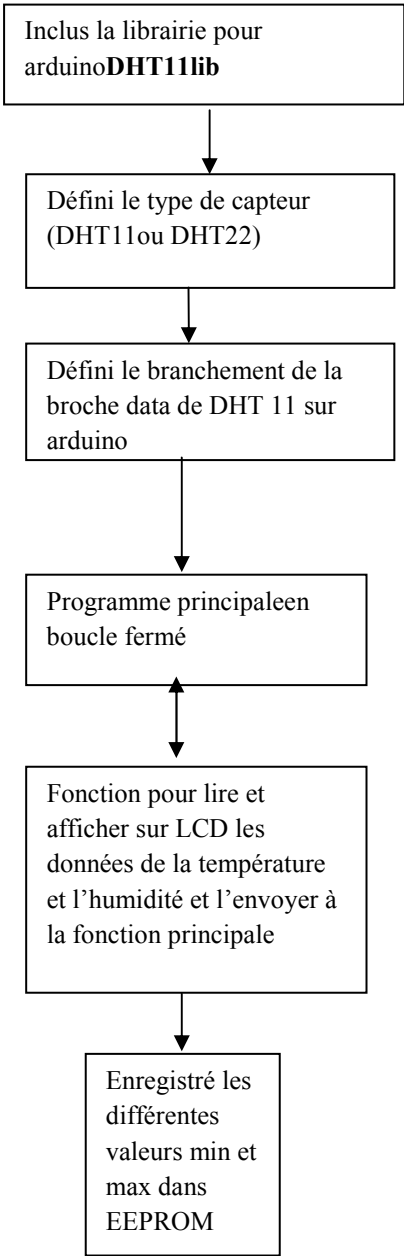 Inclus la librairie pour
arduinoDHT11lib
Défini le type de capteur
(DHT11ou DHT22)
Défini le branchement de la
broche data de DHT 11 sur
arduino
Programme principaleen
boucle fermé
Fonction pour lire et
afficher sur LCD les
données de la température
et l’humidité et l’envoyer à
la fonction principale
Enregistré les
différentes
valeurs min et
max dans
EEPROM